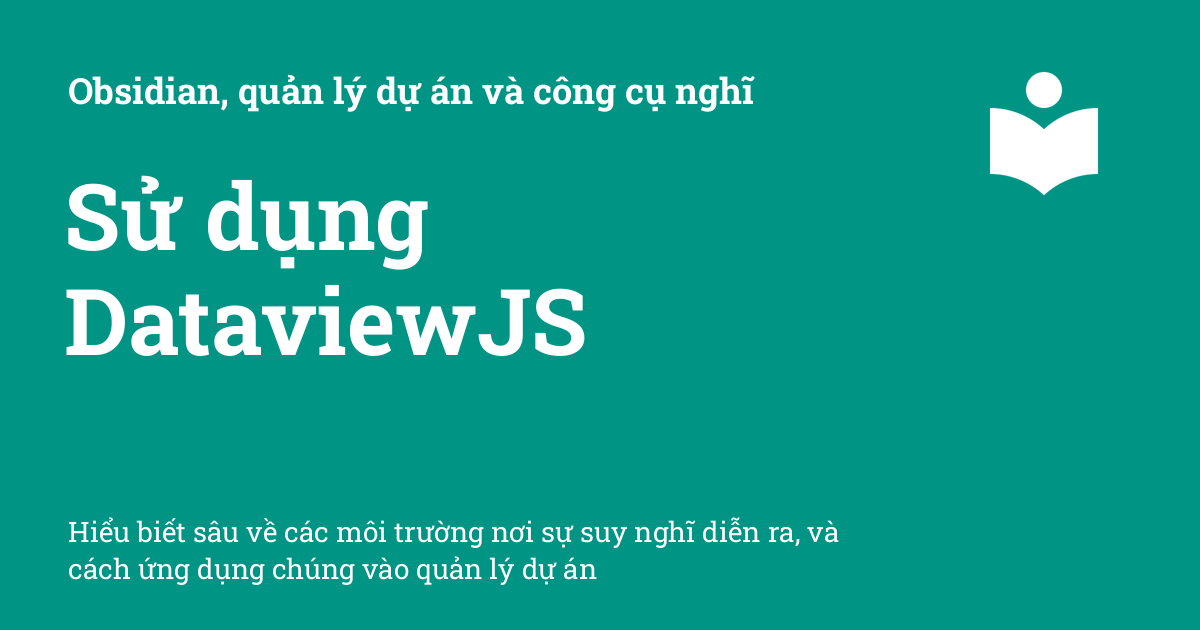 Obsidian, quản lý dự án và công cụ nghĩ
Sử dụng
DataviewJS
Hiểu biết sâu về các môi trường nơi sự suy nghĩ diễn ra, và
cách ứng dụng chúng vào quản lý dự án